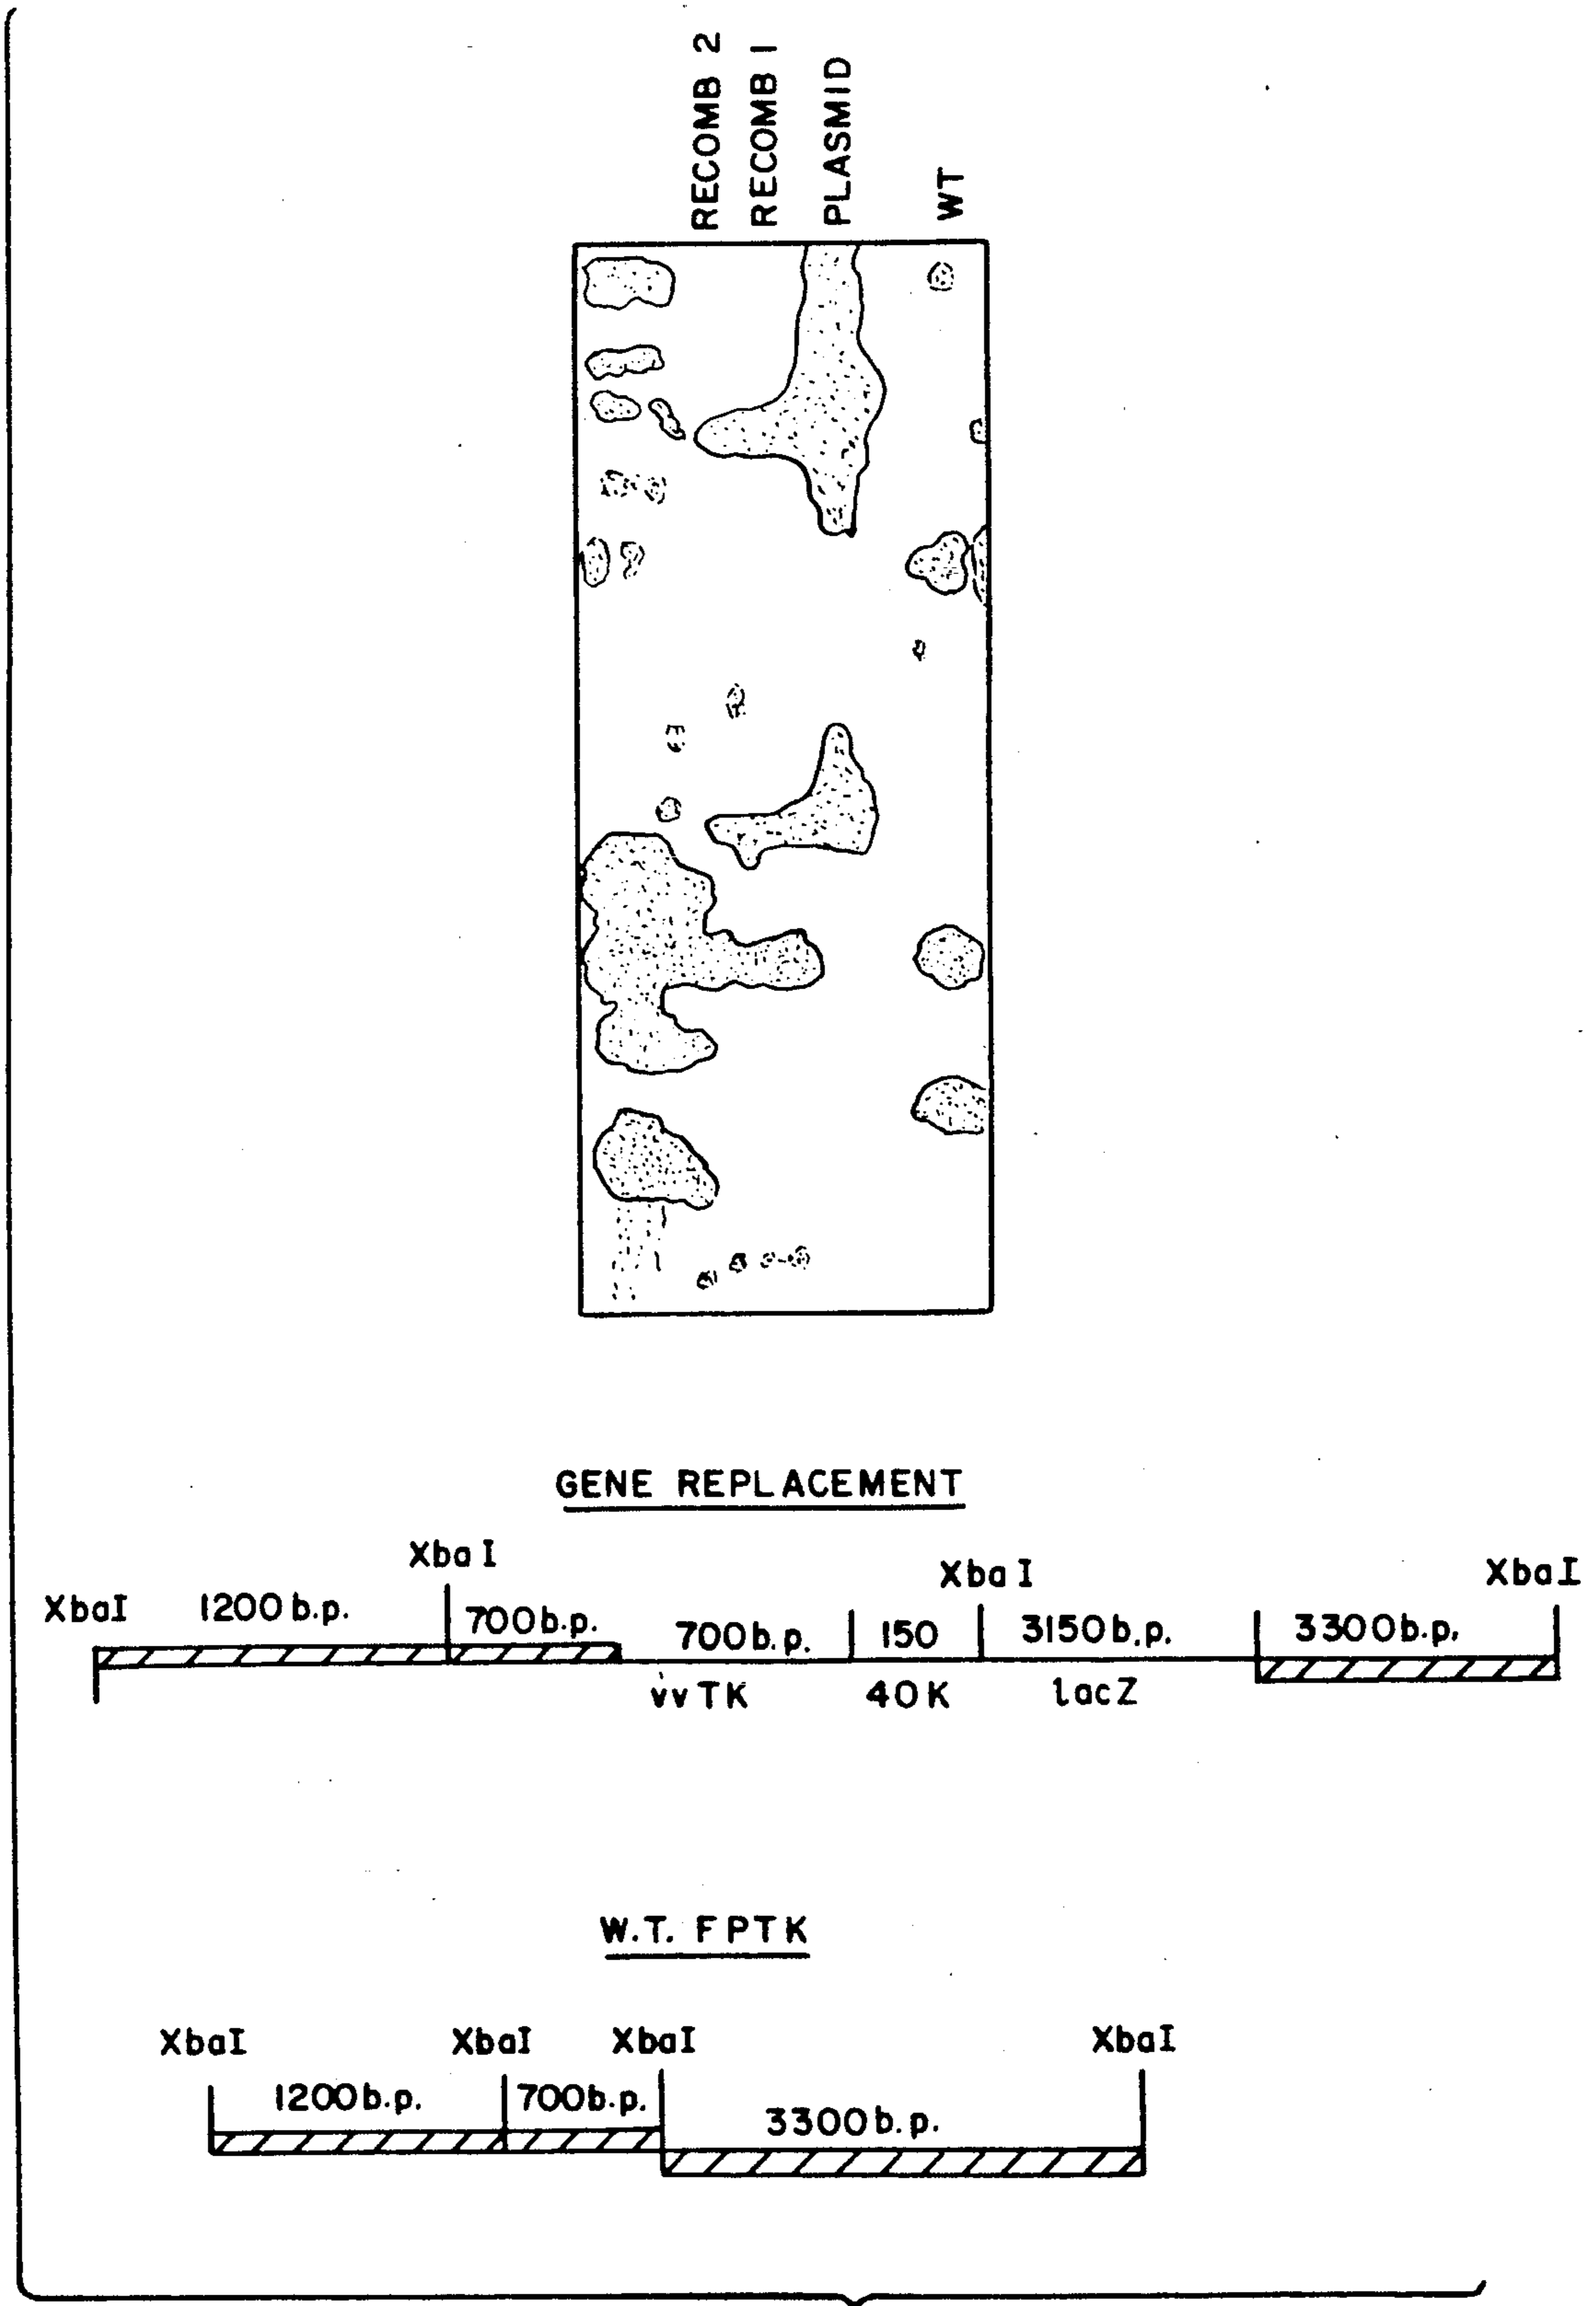 RECOMB 2
RECOMB 1
PLASMID
WT
GENE REPLACEMENT
XbaI
XbaI
XbaI
XbaI
1200 b.p.
700 b.p.
700 b.p.
150
3150 b.p.
3300 b.p.
vvTK
40K
lacZ
W.T. FPTK
XbaI
XbaI
XbaI
XbaI
1200 b.p.
700 b.p.
3300 b.p.